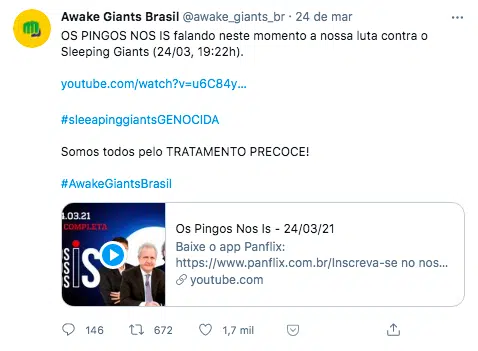 Awake Giants Brasil @awake_giants_br · 24 de mar
OS PINGOS NOS IS falando neste momento a nossa luta contra o
Sleeping Giants (24/03, 19:22h).
youtube.com/watch?v=u6C84y...
#sleeapinggiantsGENOCIDA
Somos todos pelo TRATAMENTO PRECOCE!
#AwakeGiantsBrasil
4.03.21
COMPLETA
IS
Os Pingos Nos Is - 24/03/21
Baixe o app Panflix:
https://www.panflix.com.br/Inscreva-se no nos...
youtube.com
146 672 1,7 mil